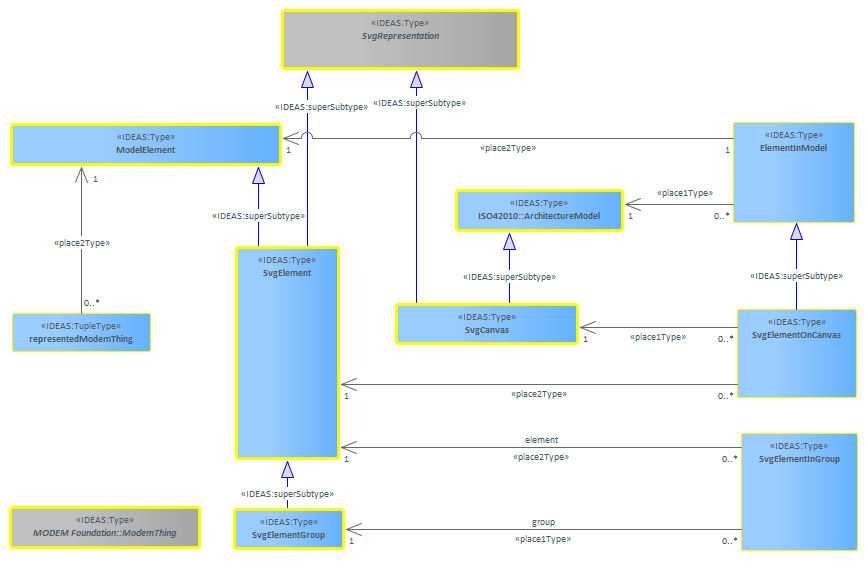 «IDEAS:Type»
SvgRepresentation
«IDEAS:superSubtype»
«IDEAS:superSubtype»
«IDEAS:Type»
ModelElement
1
«place2Type»
1
«IDEAS:Type»
ElementInModel
1
«place2Type»
0..*
«IDEAS:TupleType»
representedModemThing
«IDEAS:superSubtype»
«IDEAS:Type»
ISO42010::ArchitectureModel
«place1Type»
1
0..*
«IDEAS:superSubtype»
«IDEAS:superSubtype»
«IDEAS:Type»
SvgElement
«IDEAS:Type»
SvgCanvas
1
«place1Type»
0..*
«IDEAS:Type»
SvgElementOnCanvas
1
«place2Type»
0..*
element
1
«place2Type»
0..*
«IDEAS:Type»
SvgElementInGroup
«IDEAS:superSubtype»
«IDEAS:Type»
MODEM Foundation::ModemThing
«IDEAS:Type»
SvgElementGroup
group
1
«place1Type»
0..*